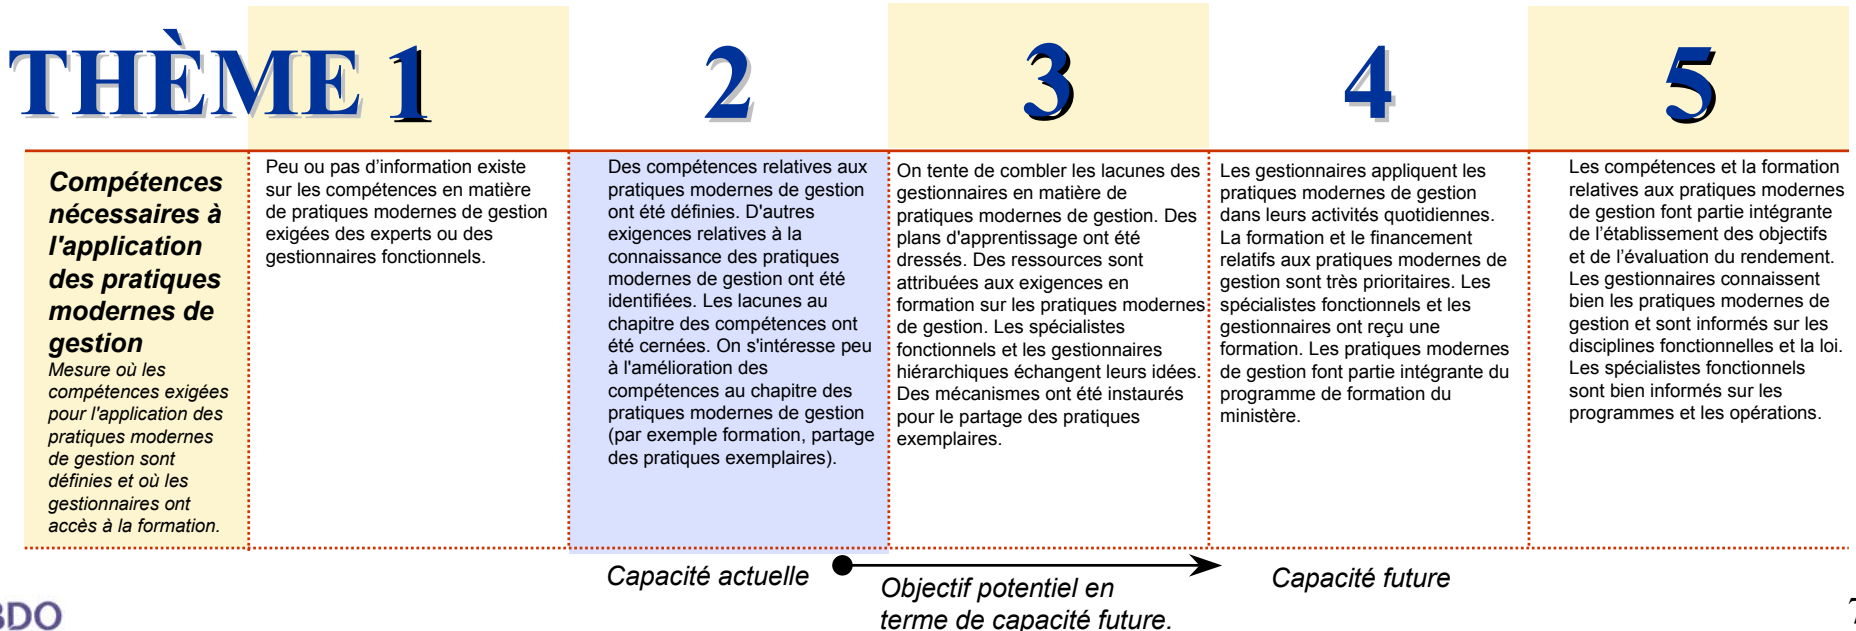 THÈME 1 2 3 4 5
Compétences
nécessaires à
l'application
des pratiques
modernes de
gestion
Mesure où les
compétences exigées
pour l'application des
pratiques modernes
de gestion sont
définies et où les
gestionnaires ont
accès à la formation.
Peu ou pas d’information existe
sur les compétences en matière
de pratiques modernes de gestion
exigées des experts ou des
gestionnaires fonctionnels.
Des compétences relatives aux
pratiques modernes de gestion
ont été définies. D'autres
exigences relatives à la
connaissance des pratiques
modernes de gestion ont été
identifiées. Les lacunes au
chapitre des compétences ont
été cernées. On s'intéresse peu
à l'amélioration des
compétences au chapitre des
pratiques modernes de gestion
(par exemple formation, partage
des pratiques exemplaires).
On tente de combler les lacunes des
gestionnaires en matière de
pratiques modernes de gestion. Des
plans d'apprentissage ont été
dressés. Des ressources sont
attribuées aux exigences en
formation sur les pratiques modernes
de gestion. Les spécialistes
fonctionnels et les gestionnaires
hiérarchiques échangent leurs idées.
Des mécanismes ont été instaurés
pour le partage des pratiques
exemplaires.
Les gestionnaires appliquent les
pratiques modernes de gestion
dans leurs activités quotidiennes.
La formation et le financement
relatifs aux pratiques modernes de
gestion sont très prioritaires. Les
spécialistes fonctionnels et les
gestionnaires ont reçu une
formation. Les pratiques modernes
de gestion font partie intégrante du
programme de formation du
ministère.
Les compétences et la formation
relatives aux pratiques modernes
de gestion font partie intégrante
de l’établissement des objectifs
et de l’évaluation du rendement.
Les gestionnaires connaissent
bien les pratiques modernes de
gestion et sont informés sur les
disciplines fonctionnelles et la loi.
Les spécialistes fonctionnels
sont bien informés sur les
programmes et les opérations.
Capacité actuelle
Objectif potentiel en
terme de capacité future.
Capacité future
BDO